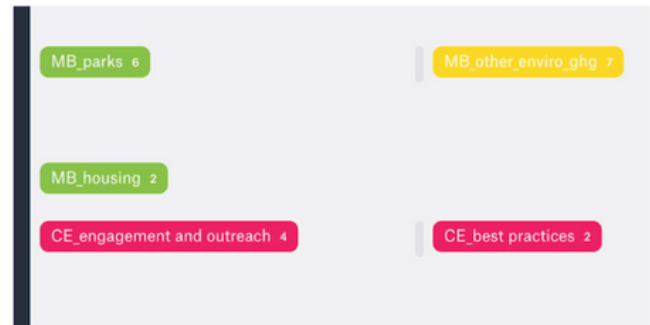 MB_parks 6
MB_other_enviro_ghg 7
MB_housing 2
CE_engagement and outreach 4
CE_best practices 2